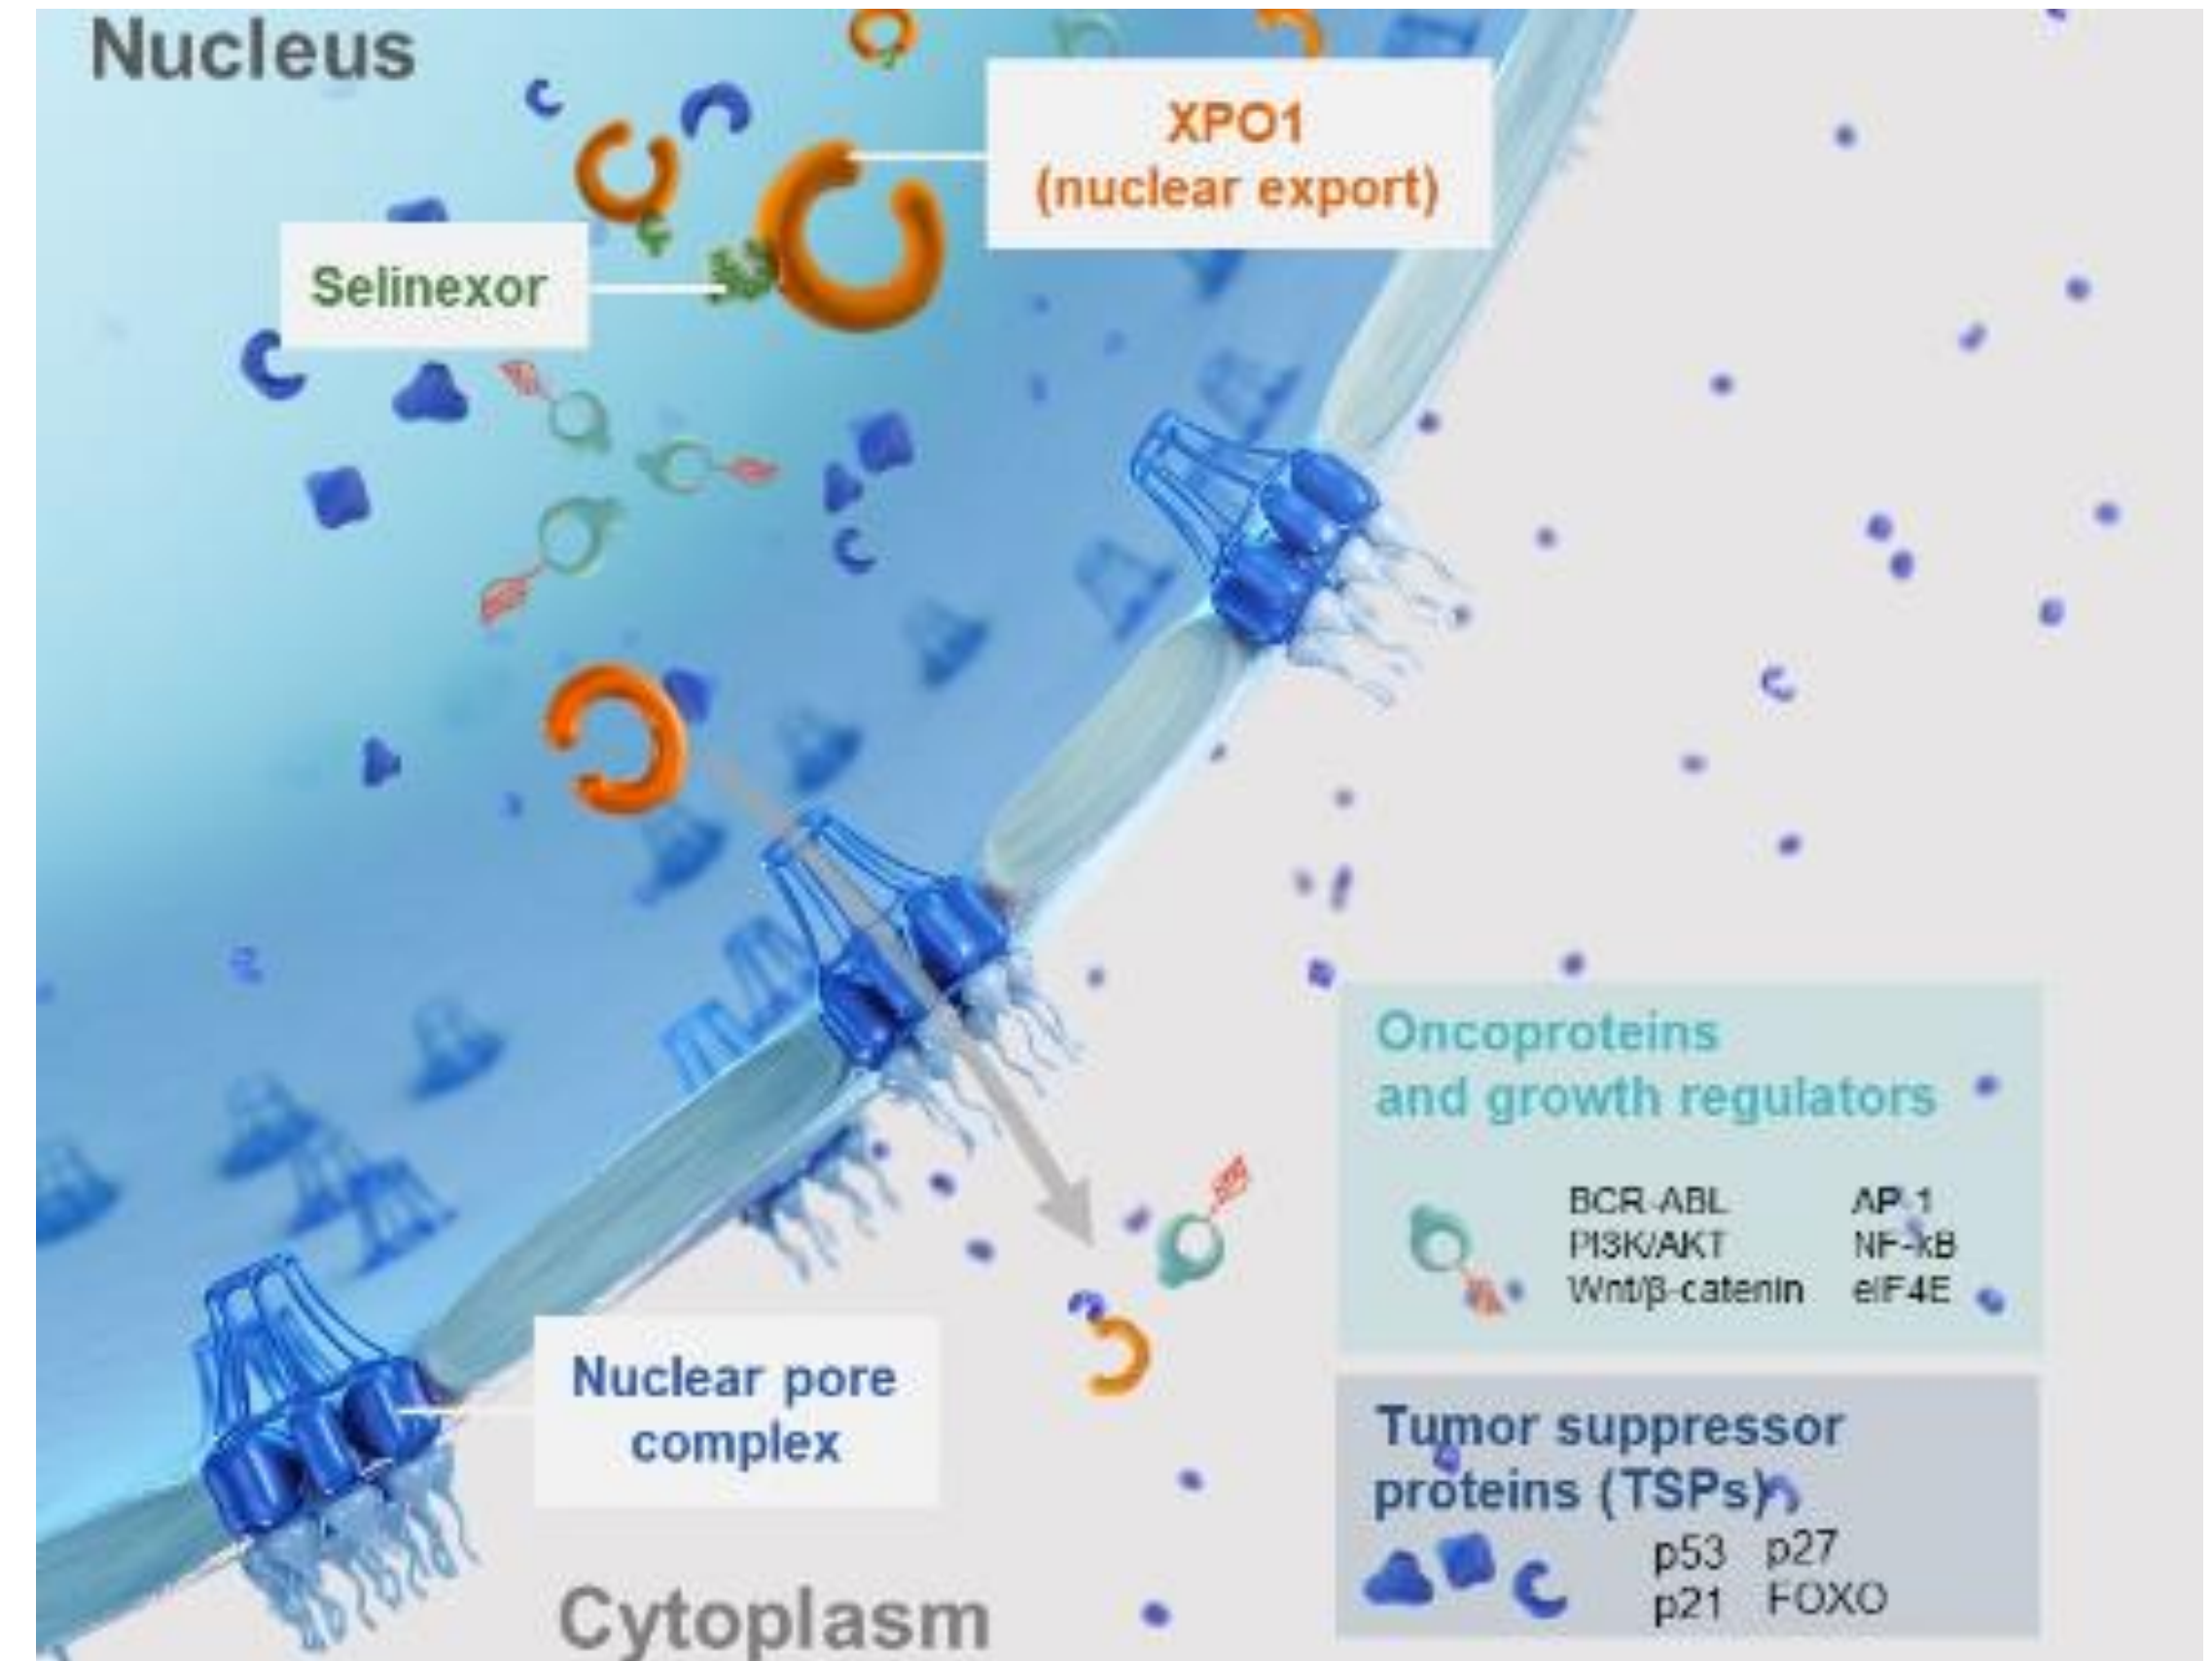 Nucleus
XPO1
(nuclear export)
Selinexor
Oncoproteins
and growth regulators
BCR-ABL AP-1
PI3K/AKT NF-kB
Wnt/β-catenin eIF4E
Nuclear pore
complex
Tumor suppressor
proteins (TSPs)
p53 p27
p21 FOXO
Cytoplasm